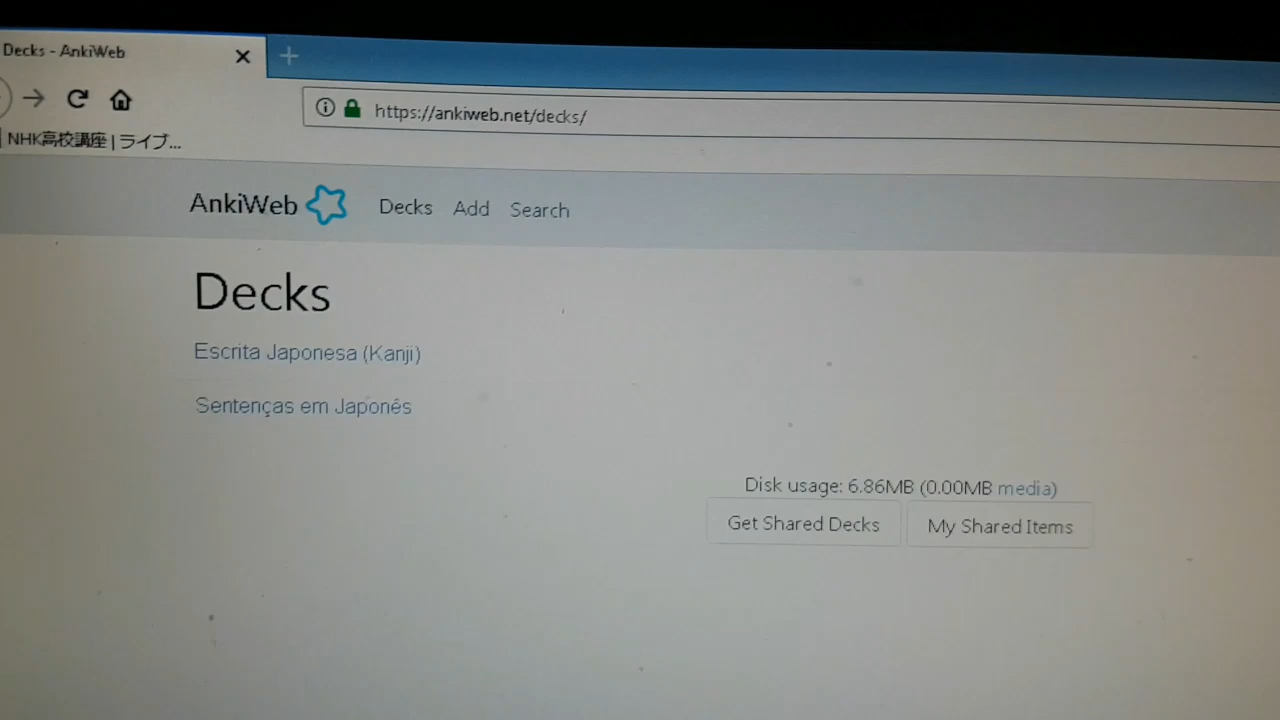 Decks - AnkiWeb
https://ankiweb.net/decks/
NHK高校講座 | ライブ...
AnkiWeb Decks Add Search
Decks
Escrita Japonesa (Kanji)
Sentenças em Japonês
Disk usage: 6.86MB (0.00MB media)
Get Shared Decks My Shared Items